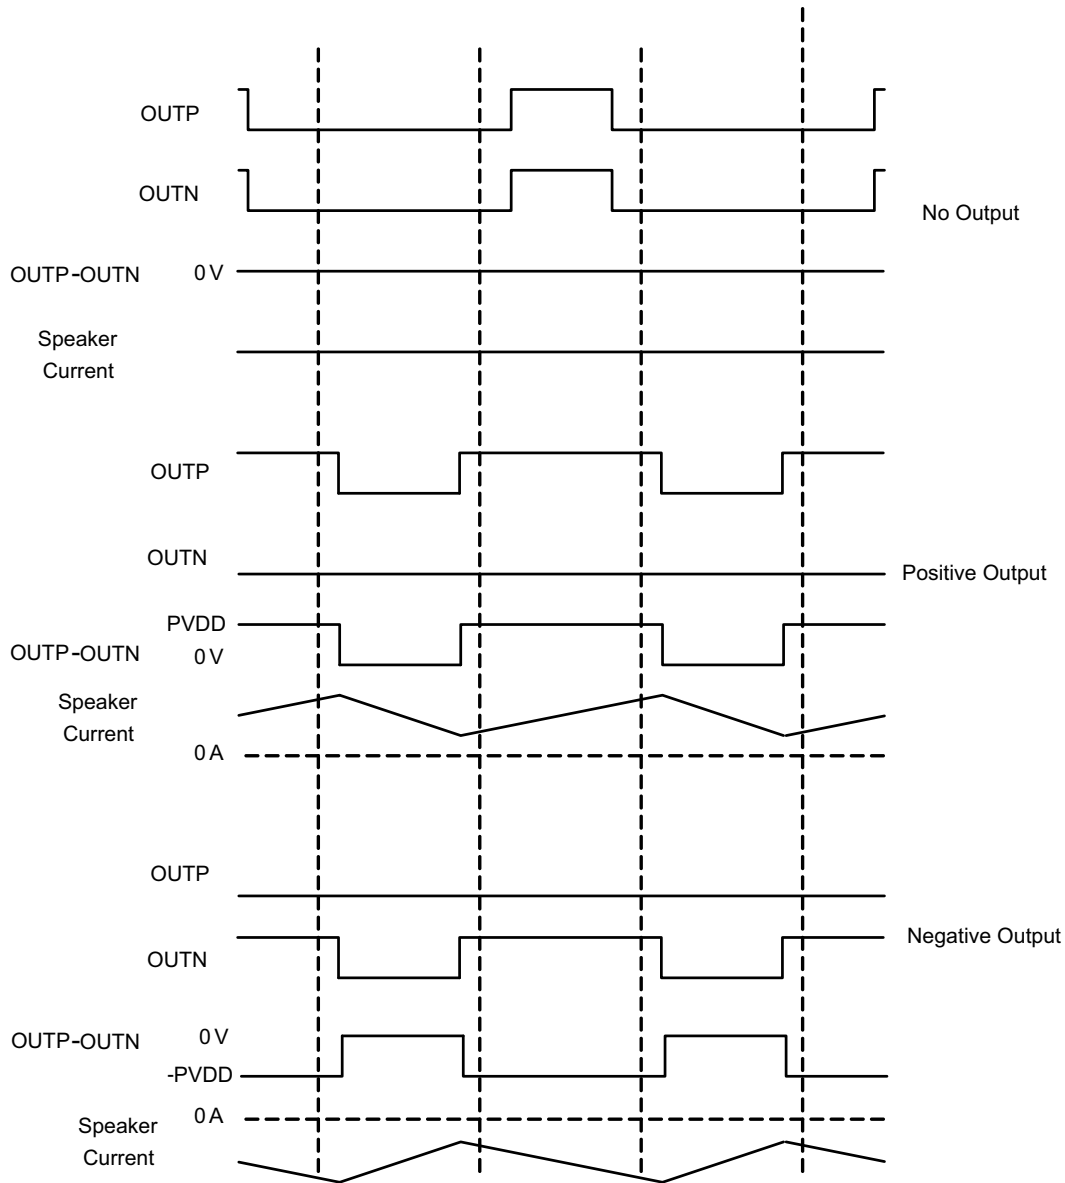 OUTP
OUTN
No Output
OUTP-OUTN 0 V
Speaker
Current
OUTP
OUTN
Positive Output
PVDD
OUTP-OUTN 0 V
Speaker
Current
0 A
OUTP
Negative Output
OUTN
OUTP-OUTN 0 V
-PVDD
0 A
Speaker
Current